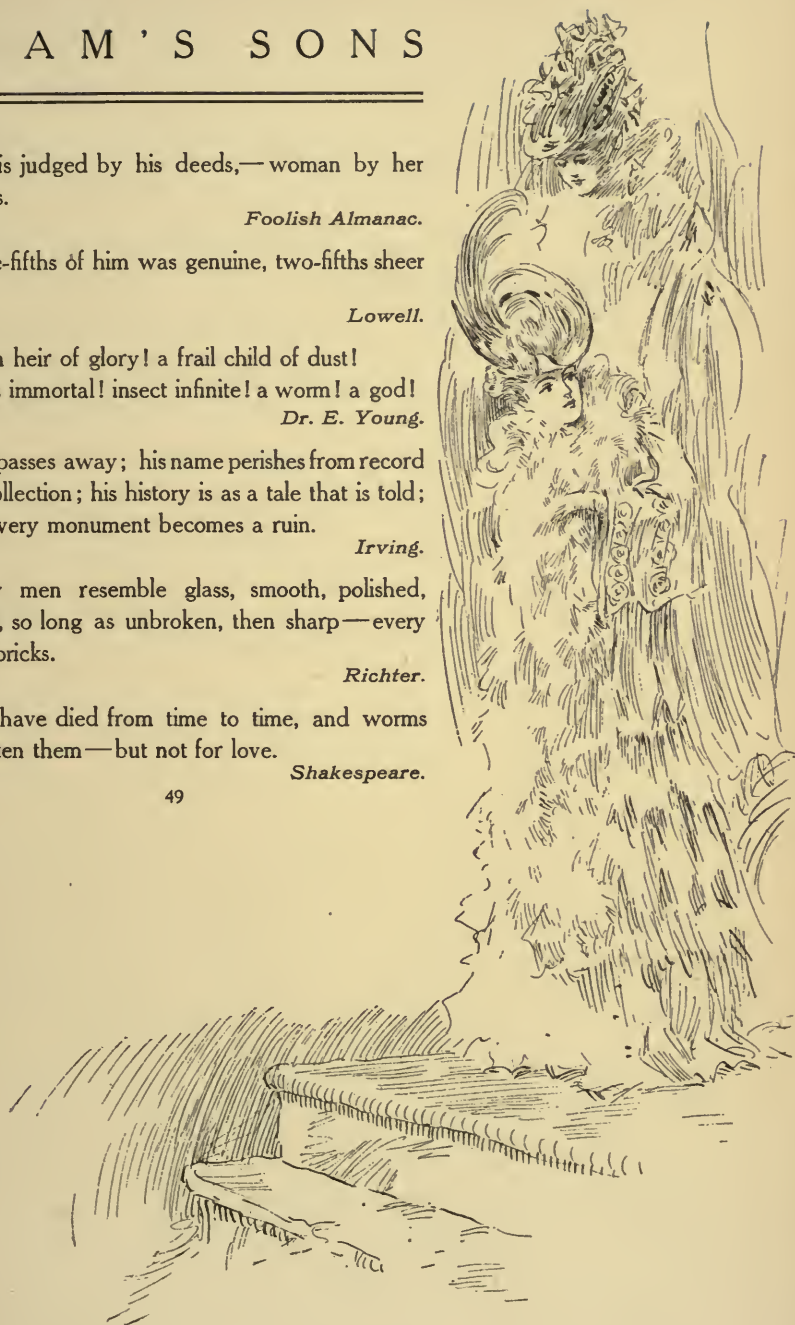 AM'S SONS
is judged by his deeds,—woman by her
s.
Foolish Almanac.
-fifths of him was genuine, two-fifths sheer
Lowell.
heir of glory! a frail child of dust!
immortal! insect infinite! a worm! a god!
Dr. E. Young.
passes away; his name perishes from record
ollection; his history is as a tale that is told;
very monument becomes a ruin.
Irving.
men resemble glass, smooth, polished,
, so long as unbroken, then sharp—every
pricks.
Richter.
have died from time to time, and worms
ten them—but not for love.
Shakespeare.
49